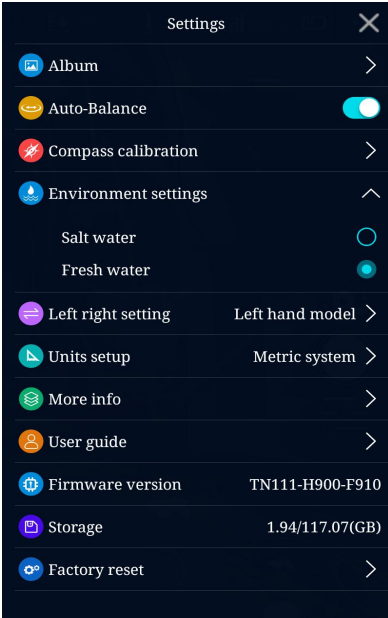 Settings
Album
Auto-Balance
Compass calibration
Environment settings
Salt water
Fresh water
Left right setting Left hand model
Units setup Metric system
More info
User guide
Firmware version TN111-H900-F910
Storage 1.94/117.07(GB)
Factory reset